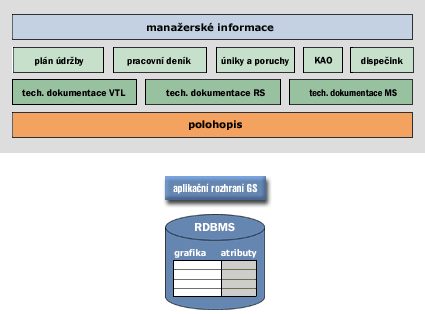 manažerské informace
plán údržby
pracovní deník
úniky a poruchy
KAO
dispečink
tech. dokumentace VTL
tech. dokumentace RS
tech. dokumentace MS
polohopis
aplikační rozhraní GS
RDBMS
grafika atributy